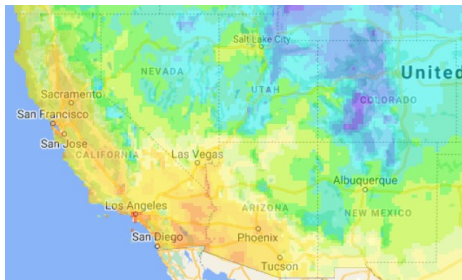 Salt Lake City
United
NEVADA
UTAH
COLORADO
Sacramento
San Francisco
San Jose
CALIFORNIA
Las Vegas
Albuquerque
Los Angeles
ARIZONA
NEW MEXICO
San Diego
Phoenix
Tucson